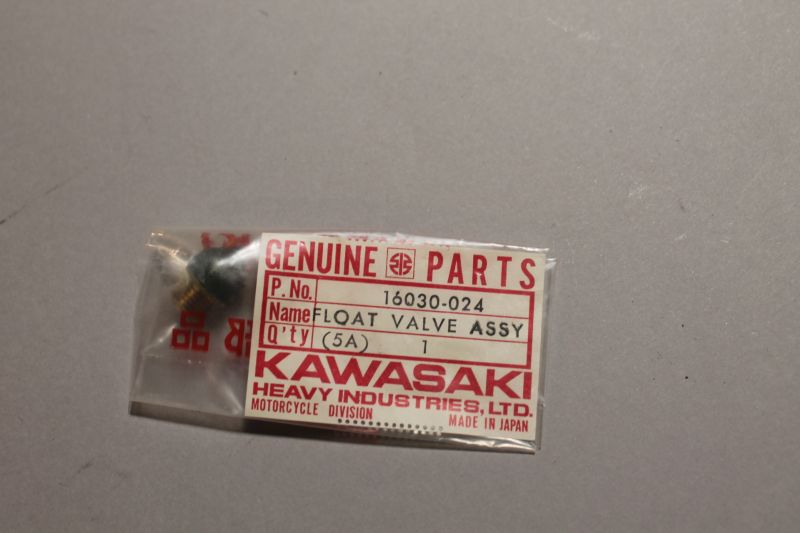 GENUINE PARTS
P. No. 16030-024
Name FLOAT VALVE ASSY
Q'ty (5A) 1
KAWASAKI
HEAVY INDUSTRIES, LTD.
MOTORCYCLE DIVISION
MADE IN JAPAN